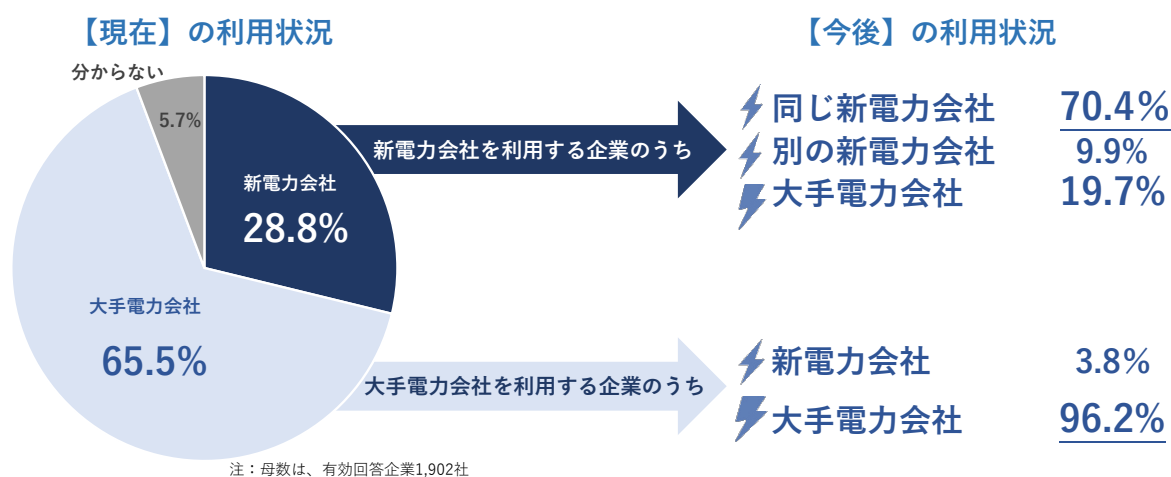 【現在】の利用状況
分からない
5.7%
新電力会社
28.8%
大手電力会社
65.5%
新電力会社を利用する企業のうち
大手電力会社を利用する企業のうち
【今後】の利用状況
同じ新電力会社 70.4%
別の新電力会社 9.9%
大手電力会社 19.7%
新電力会社 3.8%
大手電力会社 96.2%
注：母数は、有効回答企業1,902社